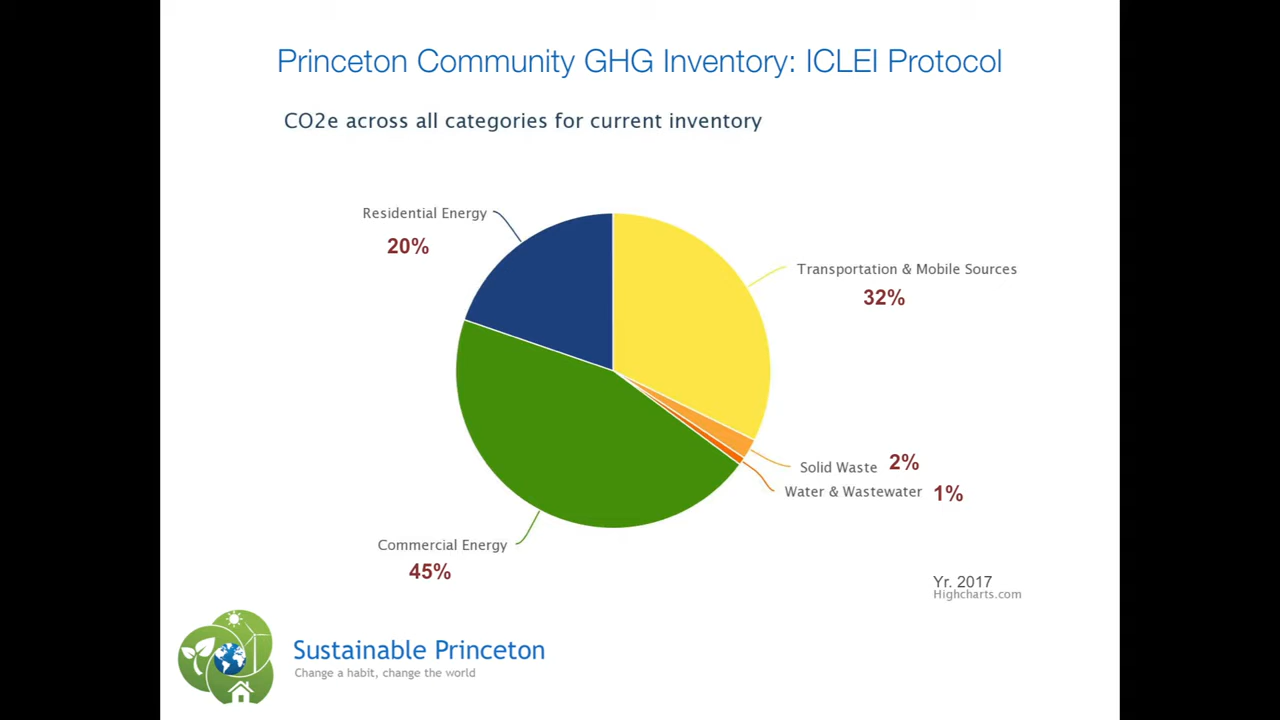 Princeton Community GHG Inventory: ICLEI Protocol
CO2e across all categories for current inventory
Residential Energy
20%
Transportation & Mobile Sources
32%
Solid Waste 2%
Water & Wastewater 1%
Commercial Energy
45%
Yr. 2017
Highcharts.com
Sustainable Princeton
Change a habit, change the world